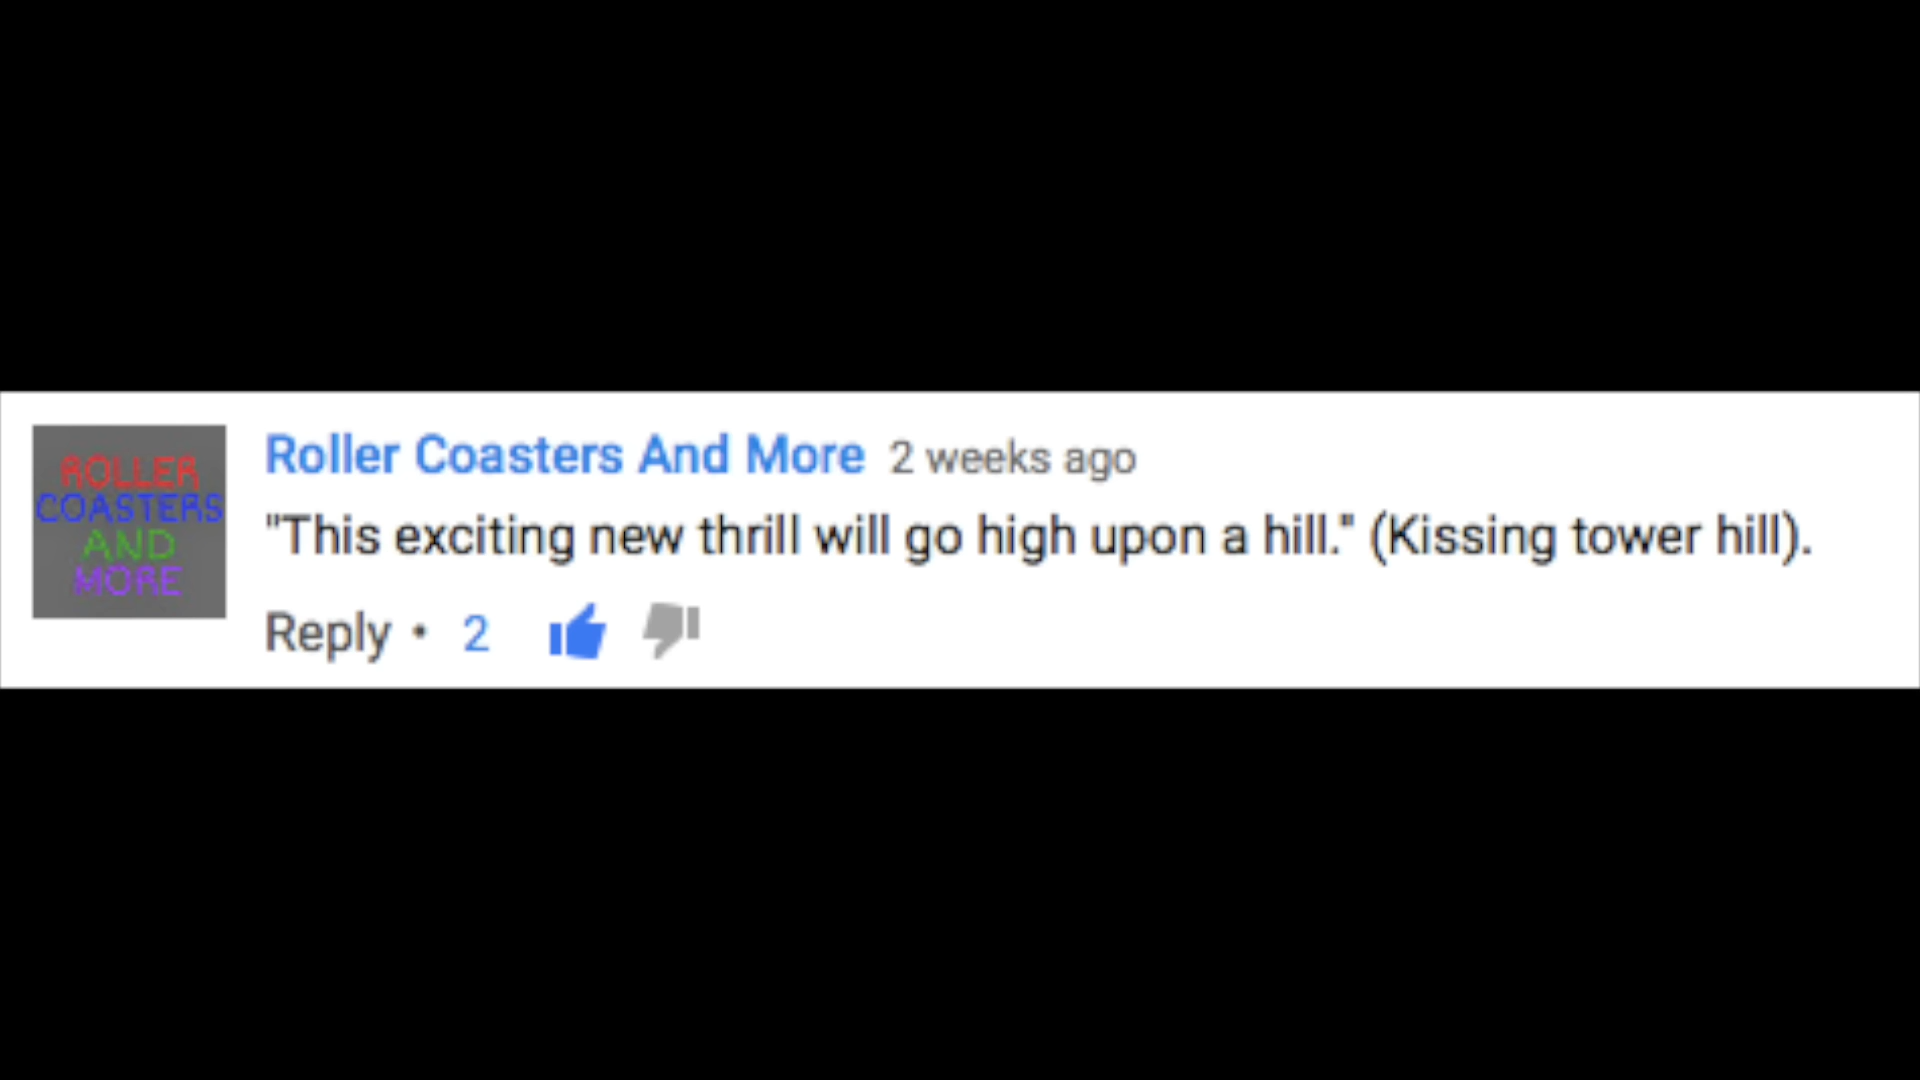 ROLLER
COASTERS
AND
MORE
Roller Coasters And More 2 weeks ago
"This exciting new thrill will go high upon a hill." (Kissing tower hill).
Reply • 2